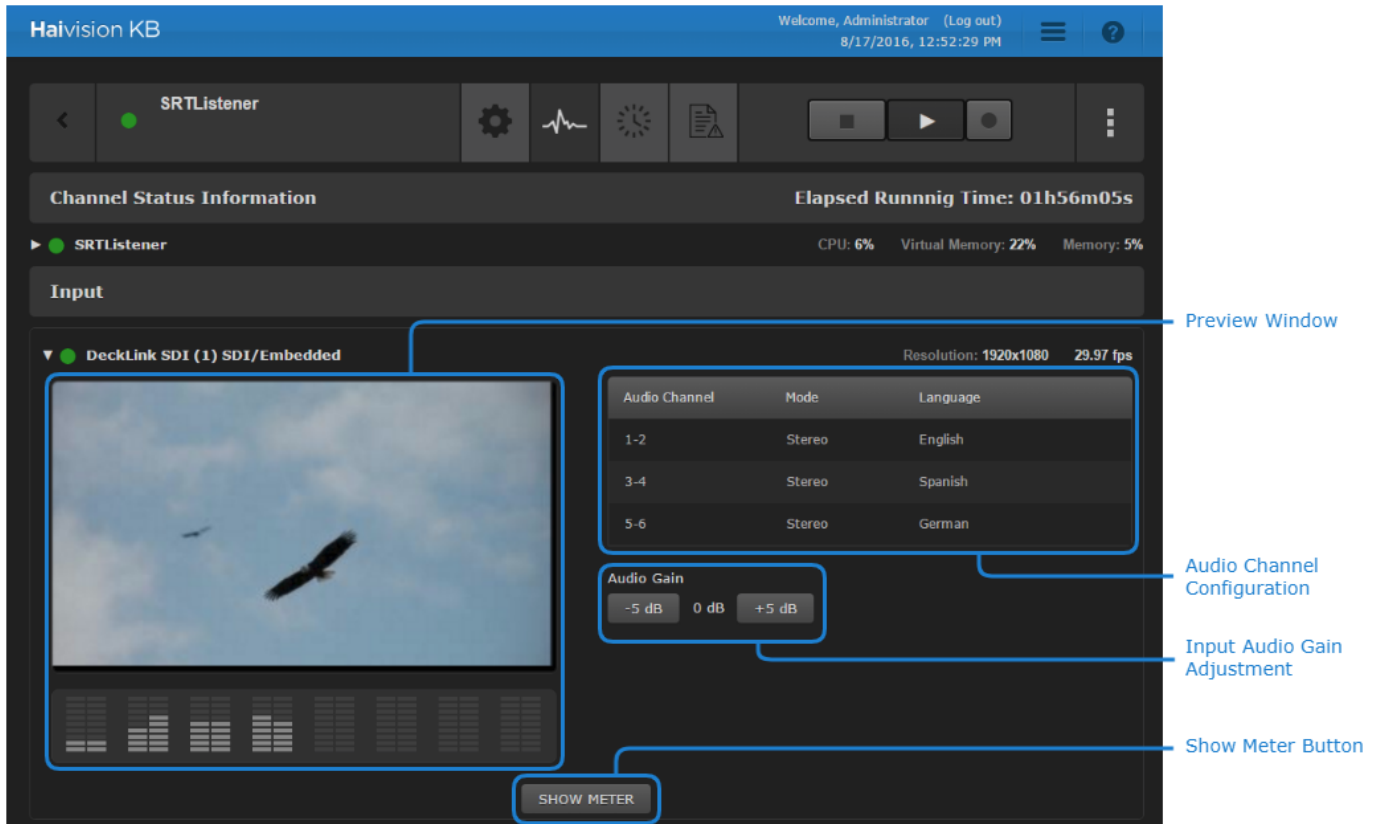 Haivision KB
Welcome, Administrator (Log out)
8/17/2016, 12:52:29 PM
SRTListener
Channel Status Information
Elapsed Runnnig Time: 01h56m05s
SRTListener
CPU: 6% Virtual Memory: 22% Memory: 5%
Input
Preview Window
DeckLink SDI (1) SDI/Embedded
Resolution: 1920x1080 29.97 fps
Audio Channel Mode Language
1-2 Stereo English
3-4 Stereo Spanish
5-6 Stereo German
Audio Channel
Configuration
Audio Gain
-5 dB 0 dB +5 dB
Input Audio Gain
Adjustment
Show Meter Button
SHOW METER